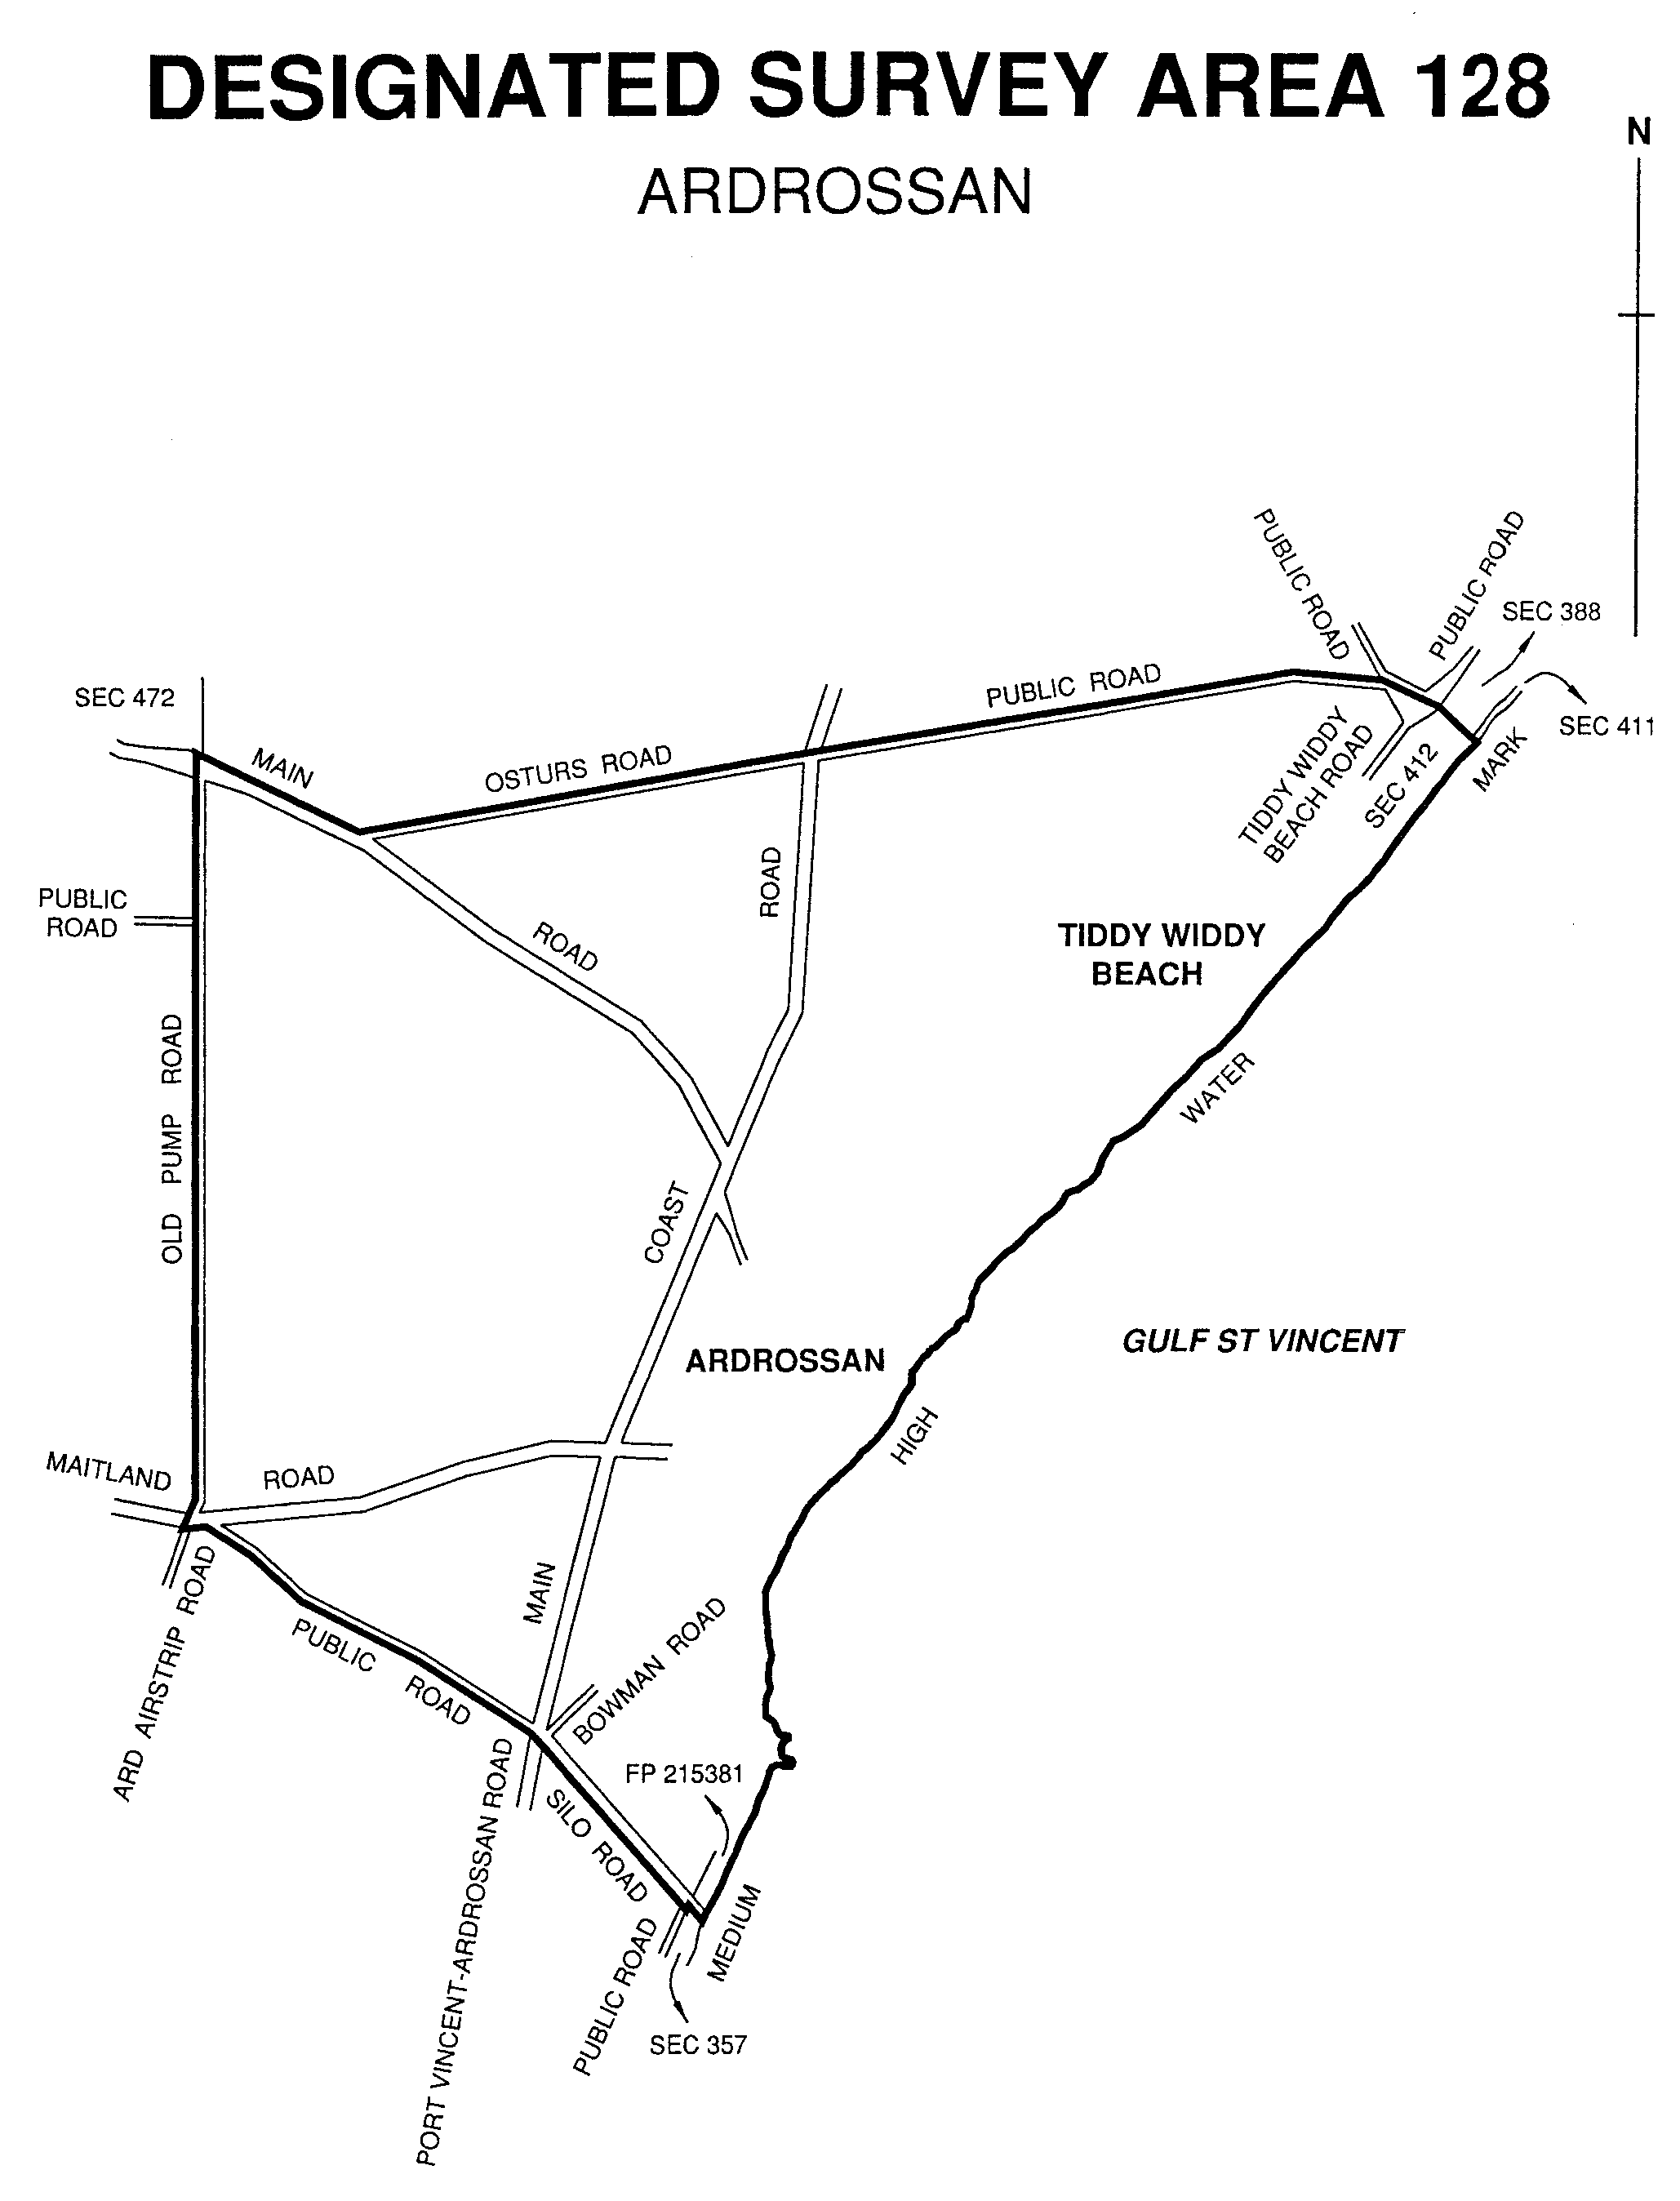 DESIGNATED SURVEY AREA 128
ARDROSSAN
N
PUBLIC ROAD
PUBLIC ROAD
SEC 388
SEC 411
MARK
SEC 412
TIDDY WIDDY
BEACH ROAD
PUBLIC ROAD
OSTURS ROAD
SEC 472
MAIN
ROAD
ROAD
PUBLIC
ROAD
TIDDY WIDDY
BEACH
OLD PUMP ROAD
WATER
COAST
GULF ST VINCENT
ARDROSSAN
HIGH
MAITLAND
ROAD
ARD AIRSTRIP ROAD
MAIN
PUBLIC ROAD
BOWMAN ROAD
FP 215381
SILO ROAD
PORT VINCENT-ARDROSSAN ROAD
PUBLIC ROAD
MEDIUM
SEC 357